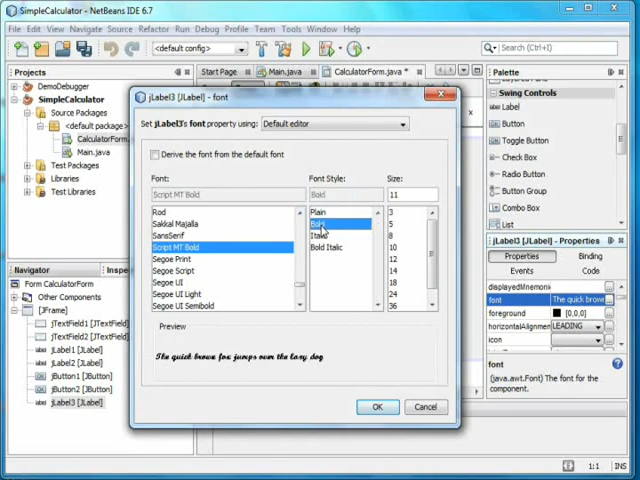 SimpleCalculator - NetBeans IDE 6.7
File Edit View Navigate Source Refactor Run Debug Profile Team Tools Window Help
<default config>
Search (Ctrl+I)
Projects
DemoDebugger
SimpleCalculator
Source Packages
<default package>
CalculatorForm.
Main.java
Test Packages
Libraries
Test Libraries
Start Page
Main.java
CalculatorForm.java *
Palette
Swing Controls
Label
Button
Toggle Button
Check Box
Radio Button
Button Group
Combo Box
List
jLabel3 [JLabel] - font
Set jLabel3's font property using: Default editor
Derive the font from the default font
Font: Font Style: Size:
Script MT Bold Bold 11
Rod Plain 3
Sakkal Majalla Bold 5
SansSerif Italic 8
Script MT Bold Bold Italic 10
Segoe Print 12
Segoe Script 14
Segoe UI 18
Segoe UI Light 24
Segoe UI Semibold 36
Preview
The quick brown fox jumps over the lazy dog
OK Cancel
Navigator Inspe
Form CalculatorForm
Other Components
[JFrame]
jTextField1 [JTextField]
jTextField2 [JTextField]
jLabel1 [JLabel]
jLabel2 [JLabel]
jButton1 [JButton]
jButton2 [JButton]
jLabel3 [JLabel]
jLabel3 [JLabel] - Properties
Properties Binding
Events Code
displayedMnemonic
font The quick brow
foreground [0,0,0]
horizontalAlignmen LEADING
icon
font
(java.awt.Font) The font for the
component.
1:1 INS